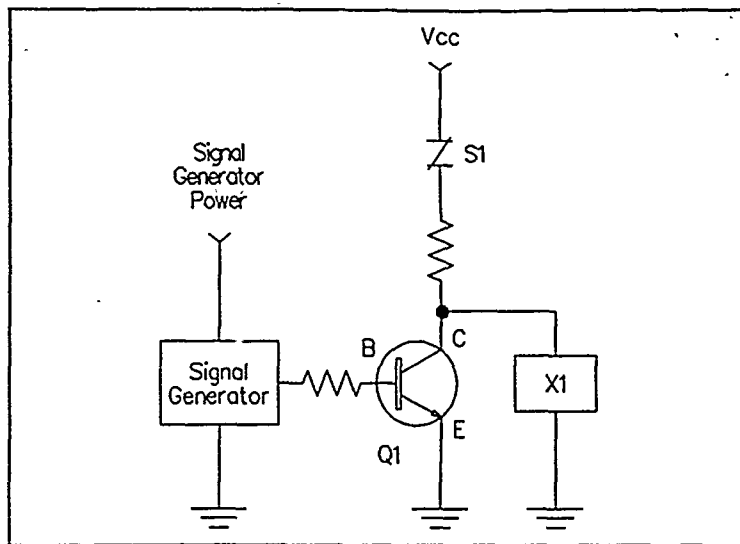 Vcc
S1
Signal
Generator
Power
B
C
Signal
Generator
X1
E
Q1